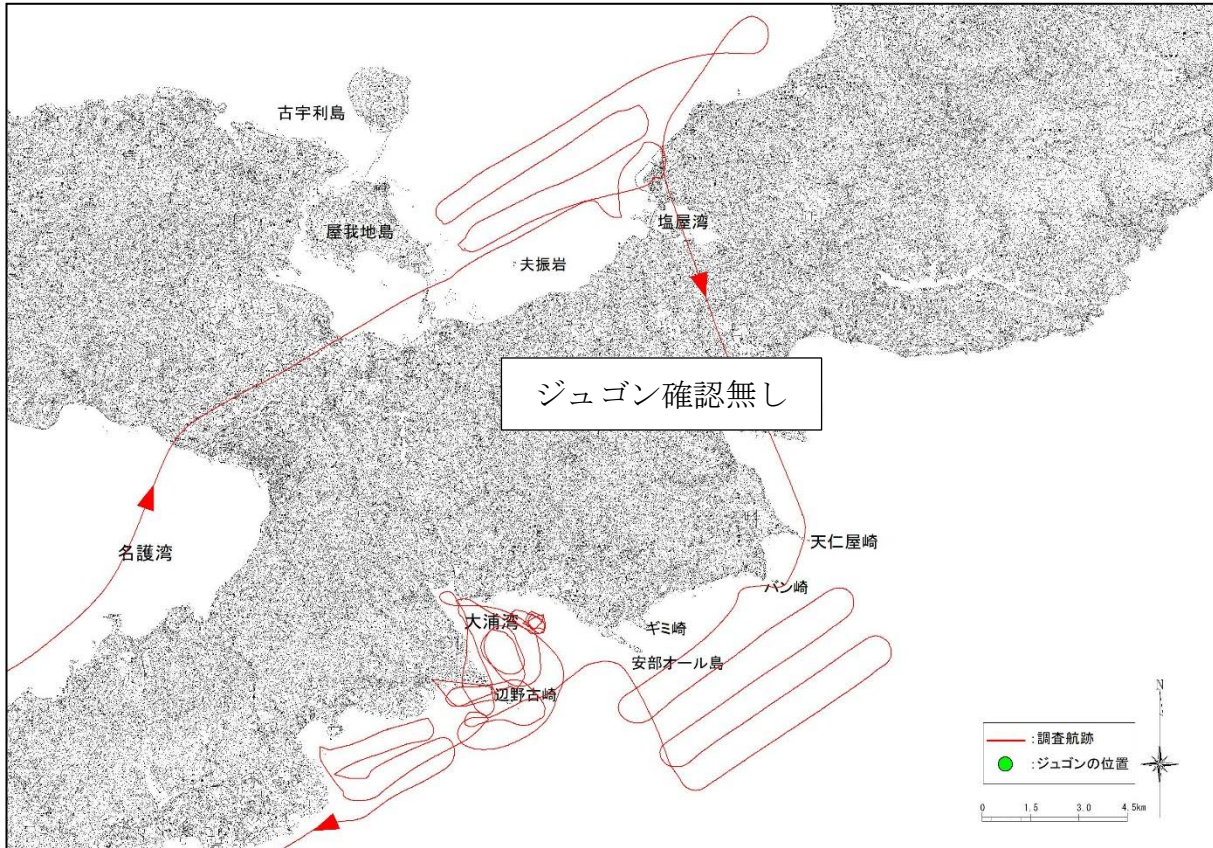 古宇利島
屋我地島
塩屋湾
夫振岩
ジュゴン確認無し
名護湾
天仁屋崎
バン崎
大浦湾
ギミ崎
安部オール島
辺野古崎
N
:調査航跡
:ジュゴンの位置
0 1.5 3.0 4.5km